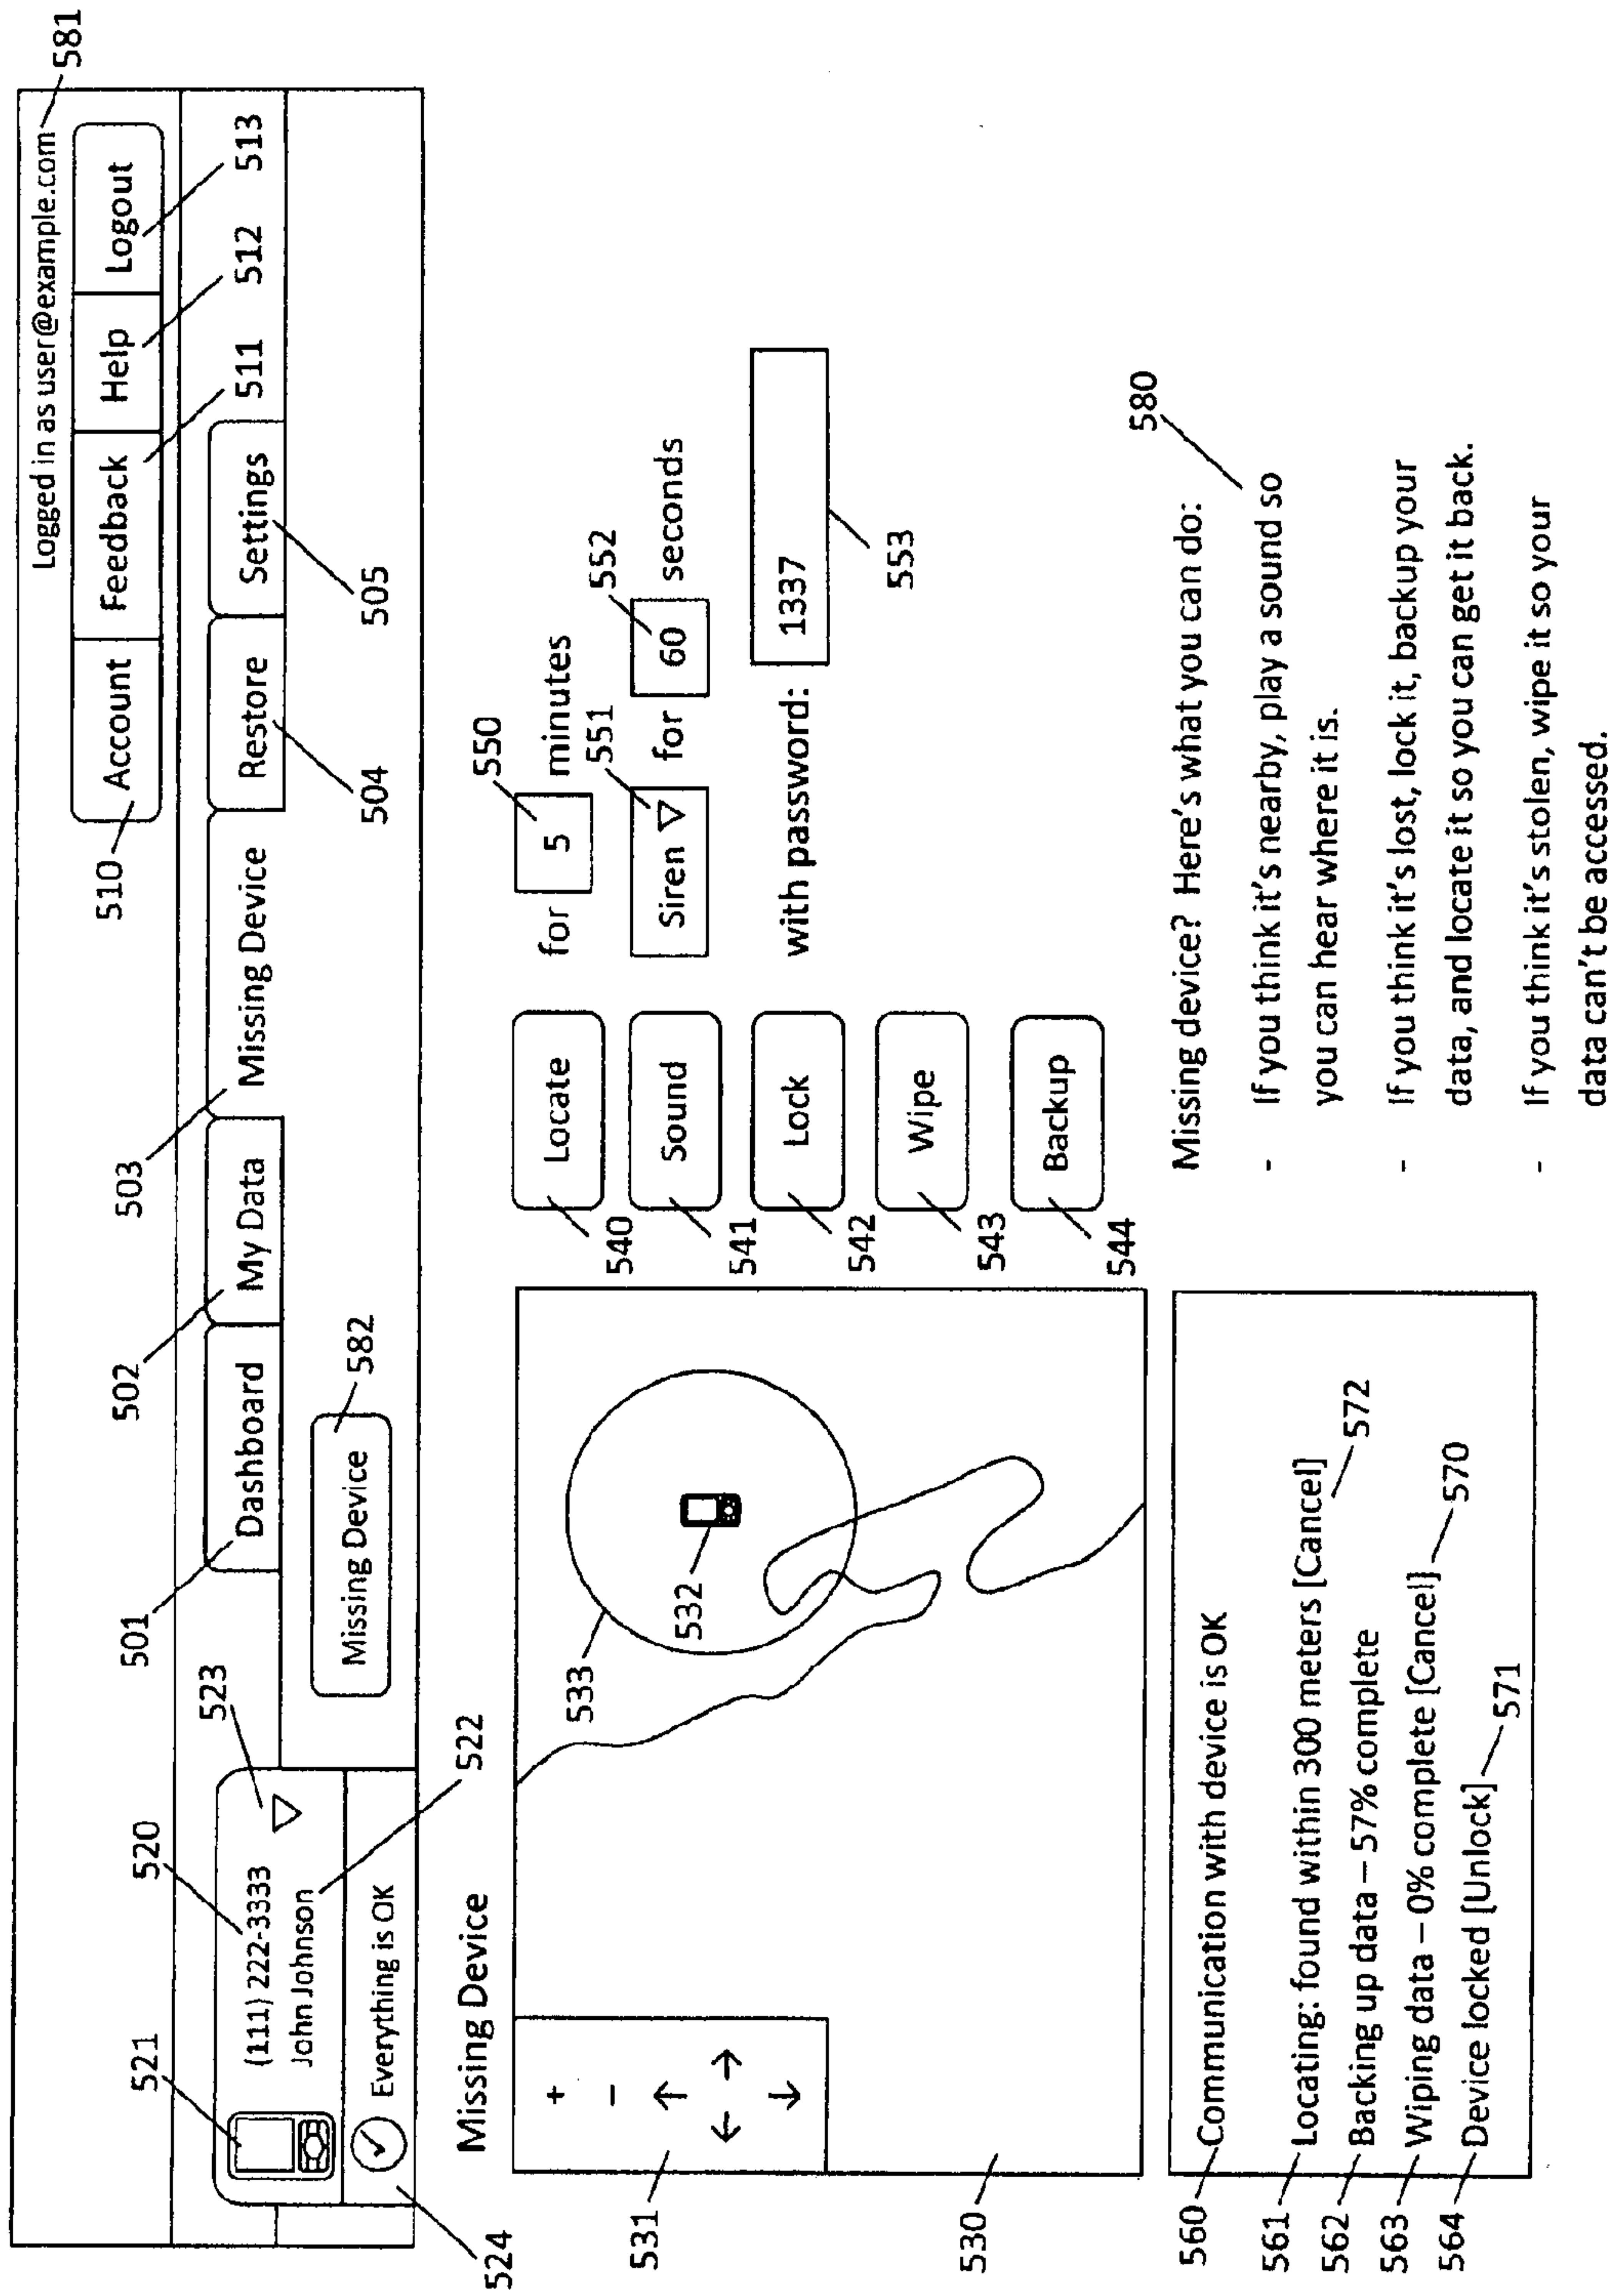 Logged in as user@example.com 581
510 Account Feedback Help Logout
511 512 513
501 502 503 504 505
Dashboard My Data Missing Device Restore Settings
521 520 523
(111) 222-3333
John Johnson
522
Everything is OK
524
Missing Device 582
Missing Device
+
-
↑
← →
↓
531
530
533
532
540 Locate for 5 minutes 550
541 Sound Siren ▽ for 60 seconds 551 552
542 Lock with password: 1337 553
543 Wipe
544 Backup
560 Communication with device is OK
561 Locating: found within 300 meters [Cancel] 572
562 Backing up data – 57% complete
563 Wiping data – 0% complete [Cancel] 570
564 Device locked [Unlock] 571
Missing device? Here's what you can do: 580
- If you think it's nearby, play a sound so
you can hear where it is.
- If you think it's lost, lock it, backup your
data, and locate it so you can get it back.
- If you think it's stolen, wipe it so your
data can't be accessed.